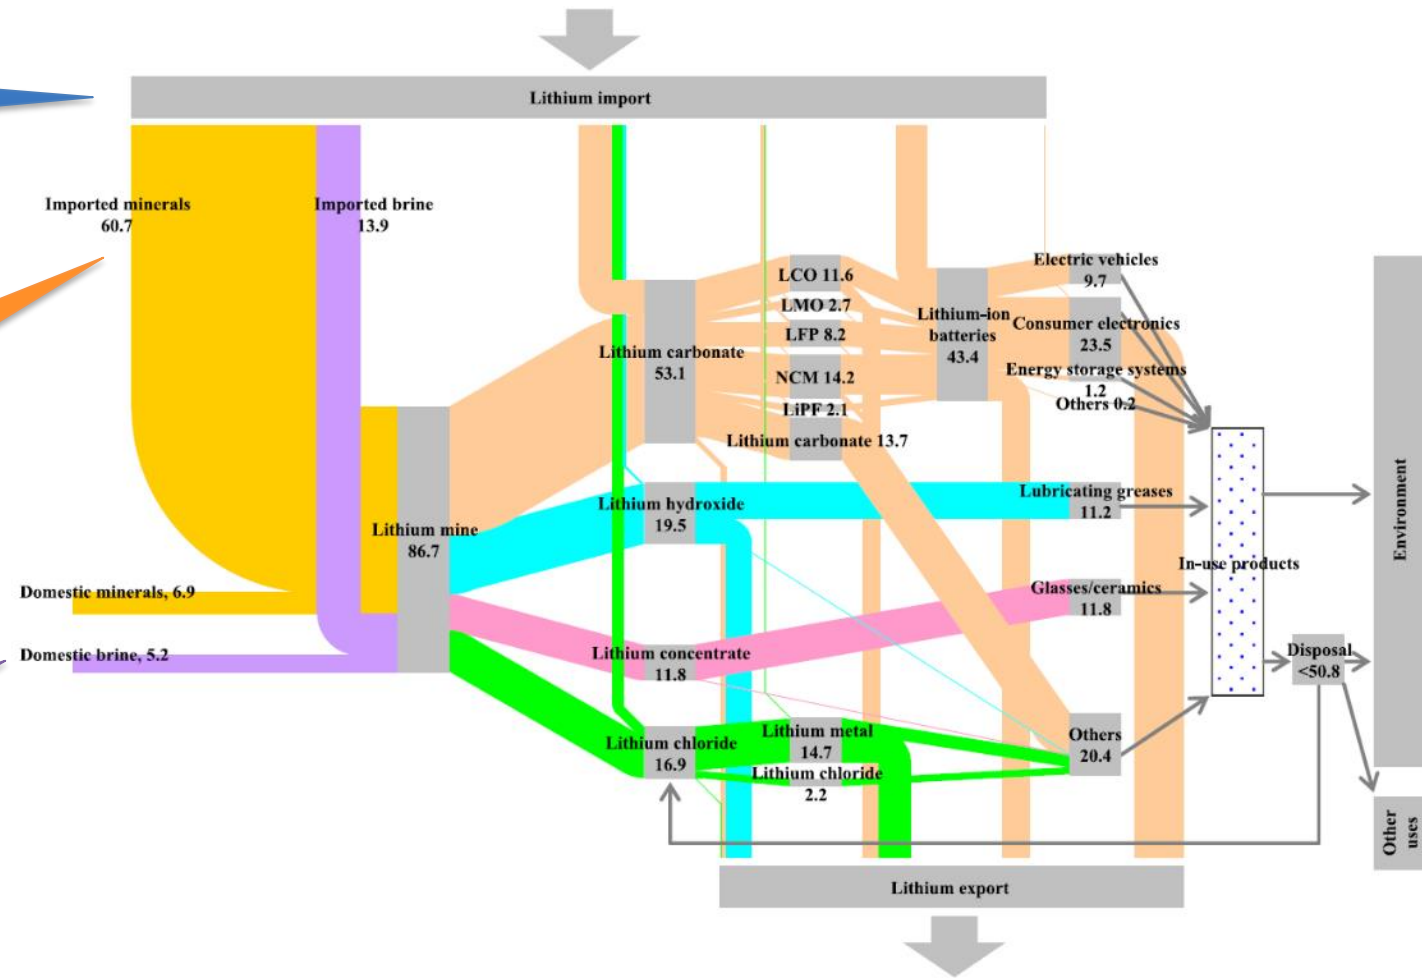 Lithium import
Imported minerals
60.7
Imported brine
13.9
Domestic minerals, 6.9
Domestic brine, 5.2
Lithium mine
86.7
Lithium carbonate
53.1
Lithium hydroxide
19.5
Lithium concentrate
11.8
Lithium chloride
16.9
LCO 11.6
LMO 2.7
LFP 8.2
NCM 14.2
LiPF 2.1
Lithium carbonate 13.7
Lithium metal
14.7
Lithium chloride
2.2
Lithium-ion
batteries
43.4
Electric vehicles
9.7
Consumer electronics
23.5
Energy storage systems
1.2
Others 0.2
Lubricating greases
11.2
Glasses/ceramics
11.8
Others
20.4
In-use products
Disposal
<50.8
Environment
Other
uses
Lithium export